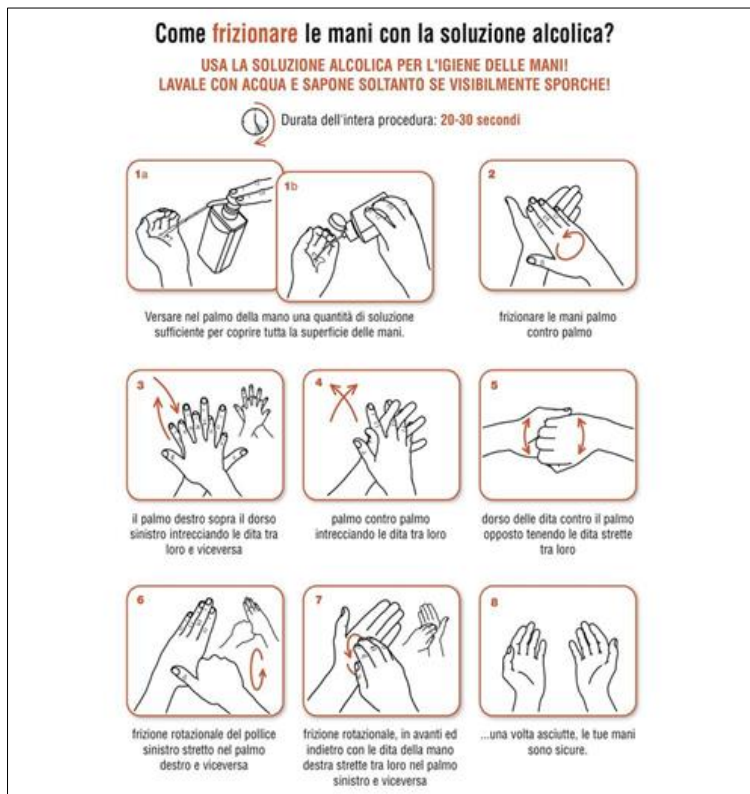 Come frizionare le mani con la soluzione alcolica?
USA LA SOLUZIONE ALCOLICA PER L'IGIENE DELLE MANI!
LAVALE CON ACQUA E SAPONE SOLTANTO SE VISIBILMENTE SPORCHE!
Durata dell'intera procedura: 20-30 secondi
1a
1b
Versare nel palmo della mano una quantità di soluzione
sufficiente per coprire tutta la superficie delle mani.
2
frizionare le mani palmo
contro palmo
3
il palmo destro sopra il dorso
sinistro intrecciando le dita tra
loro e viceversa
4
palmo contro palmo
intrecciando le dita tra loro
5
dorso delle dita contro il palmo
opposto tenendo le dita strette
tra loro
6
frizione rotazionale del pollice
sinistro stretto nel palmo
destro e viceversa
7
frizione rotazionale, in avanti ed
indietro con le dita della mano
destra strette tra loro nel palmo
sinistro e viceversa
8
...una volta asciutte, le tue mani
sono sicure.